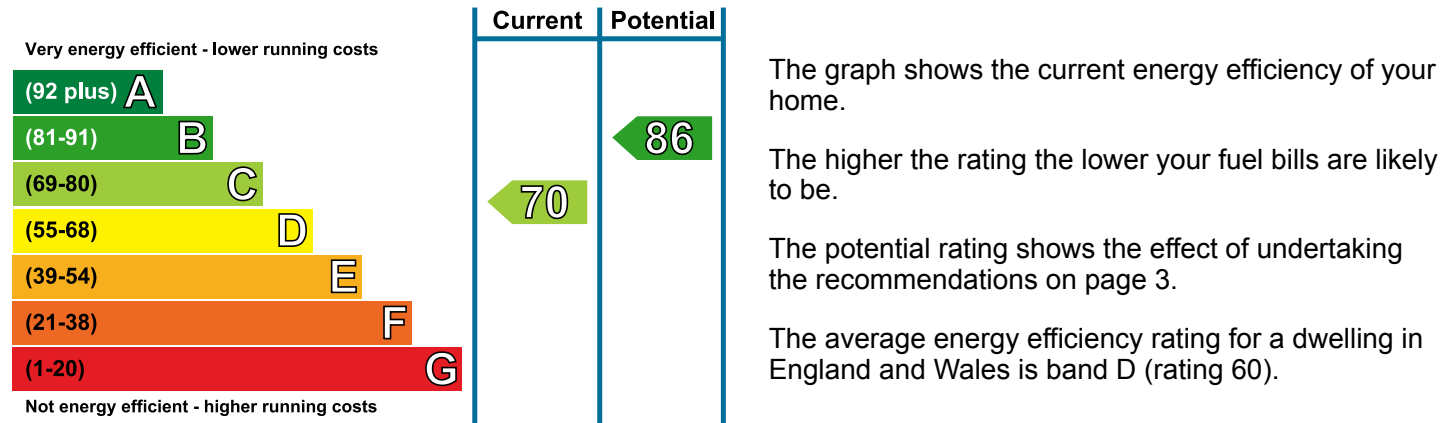 Current Potential
Very energy efficient - lower running costs
(92 plus) A
(81-91) B
86
(69-80) C
70
(55-68) D
(39-54) E
(21-38) F
(1-20) G
Not energy efficient - higher running costs
The graph shows the current energy efficiency of your
home.
The higher the rating the lower your fuel bills are likely
to be.
The potential rating shows the effect of undertaking
the recommendations on page 3.
The average energy efficiency rating for a dwelling in
England and Wales is band D (rating 60).